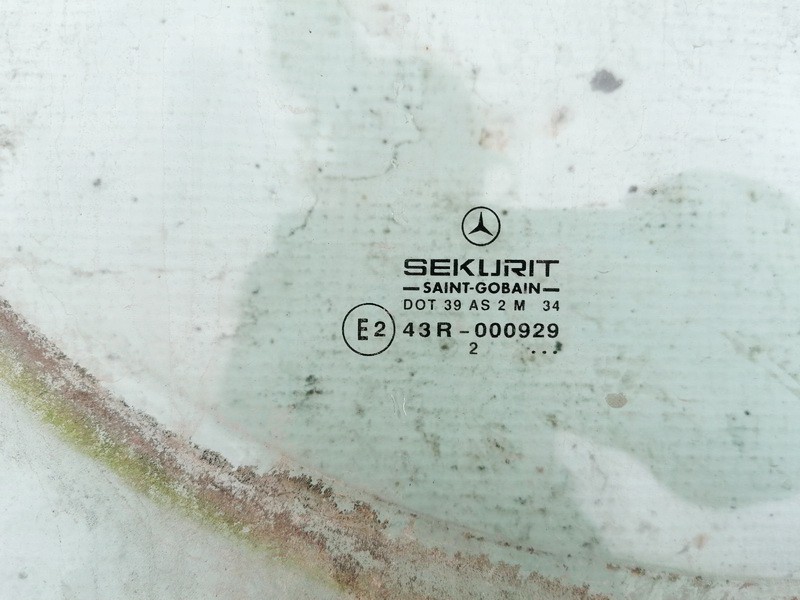 SEKURIT
SAINT-GOBAIN
DOT 39 AS 2 M 34
E2 43R-000929
2 ...